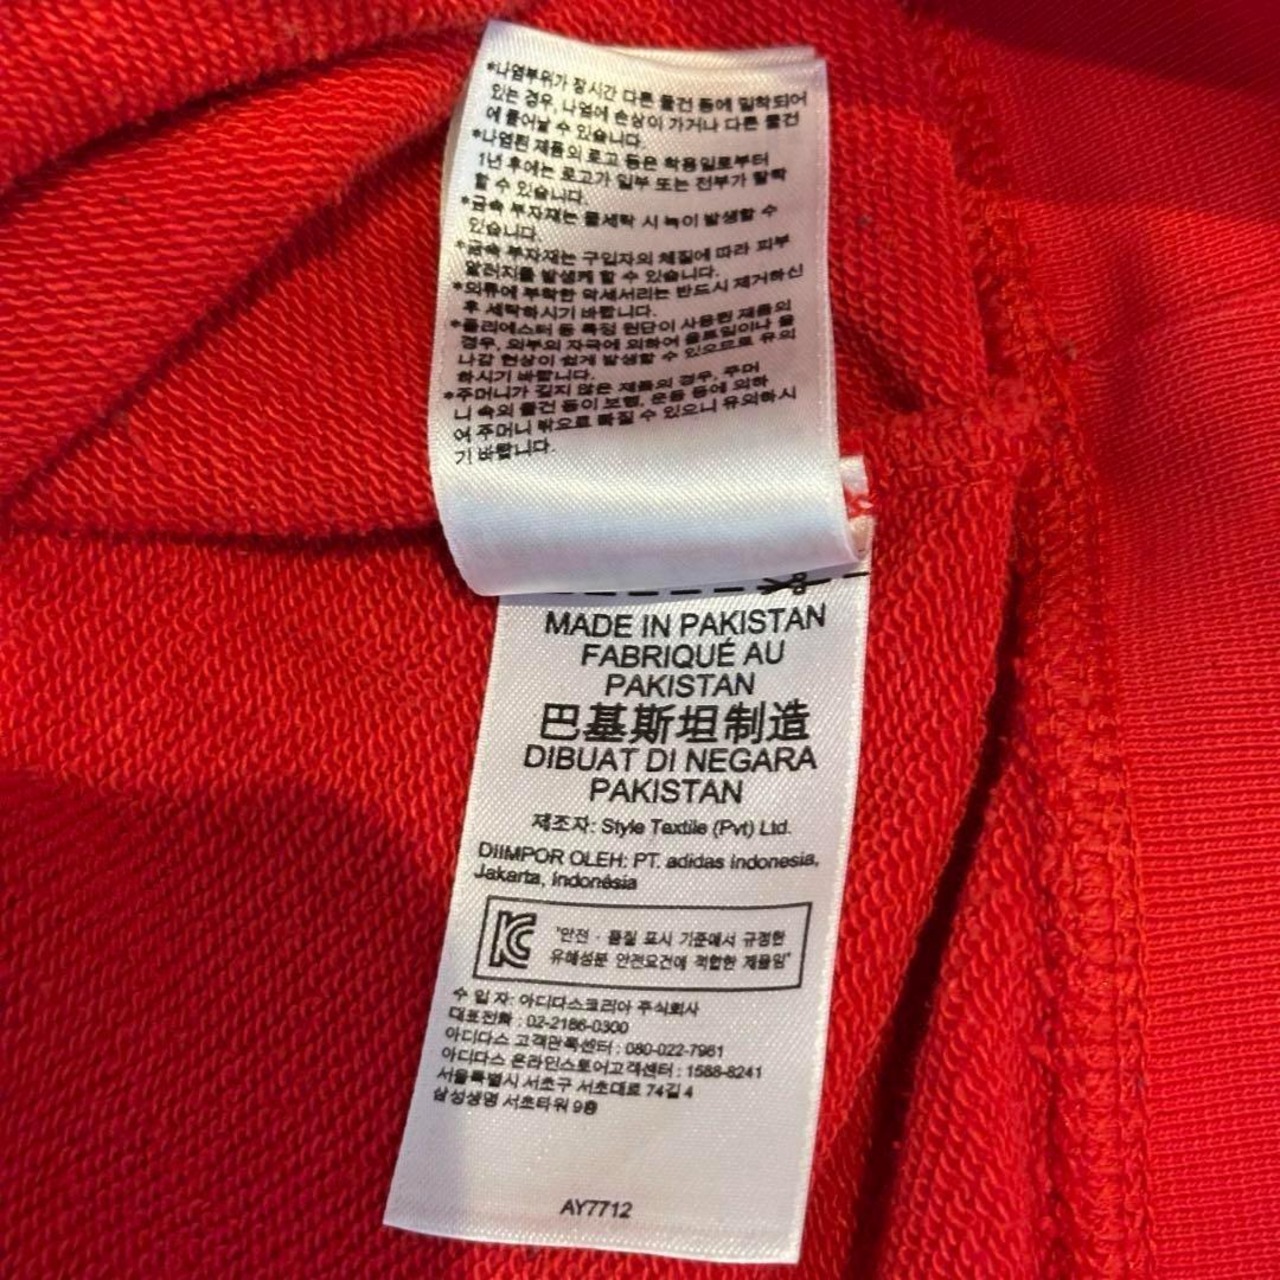 *나염부위가 장시간 다른 물건 등에 밀착되어
있는 경우, 나염에 손상이 가거나 다른 물건
에 묻어날 수 있습니다.
*나염된 제품의 로고 등은 착용일로부터
1년 후에는 로고가 일부 또는 전부가 탈락
할 수 있습니다.
*금속 부자재는 물세탁 시 녹이 발생할 수
있습니다.
*금속 부자재는 구입자의 체질에 따라 피부
알러지를 발생케 할 수 있습니다.
*의류에 부착한 악세서리는 반드시 제거하신
후 세탁하시기 바랍니다.
*폴리에스터 등 특정 원단이 사용된 제품의
경우, 외부의 자극에 의하여 올트임이나 올
나감 현상이 쉽게 발생할 수 있으므로 유의
하시기 바랍니다.
*주머니가 깊지 않은 제품의 경우, 주머
니 속의 물건 등이 보행, 운동 등에 의하
여 주머니 밖으로 빠질 수 있으니 유의하시
기 바랍니다.
MADE IN PAKISTAN
FABRIQUÉ AU
PAKISTAN
巴基斯坦制造
DIBUAT DI NEGARA
PAKISTAN
제조자: Style Textile (Pvt) Ltd.
DIIMPOR OLEH: PT. adidas Indonesia,
Jakarta, Indonésia
"안전 · 품질 표시 기준에서 규정한
유해성분 안전요건에 적합한 제품임"
수 입 자: 아디다스코리아 주식회사
대표전화 : 02-2186-0300
아디다스 고객만족센터 : 080-022-7961
아디다스 온라인스토어고객센터 : 1588-8241
서울특별시 서초구 서초대로 74길 4
삼성생명 서초타워 9층
AY7712